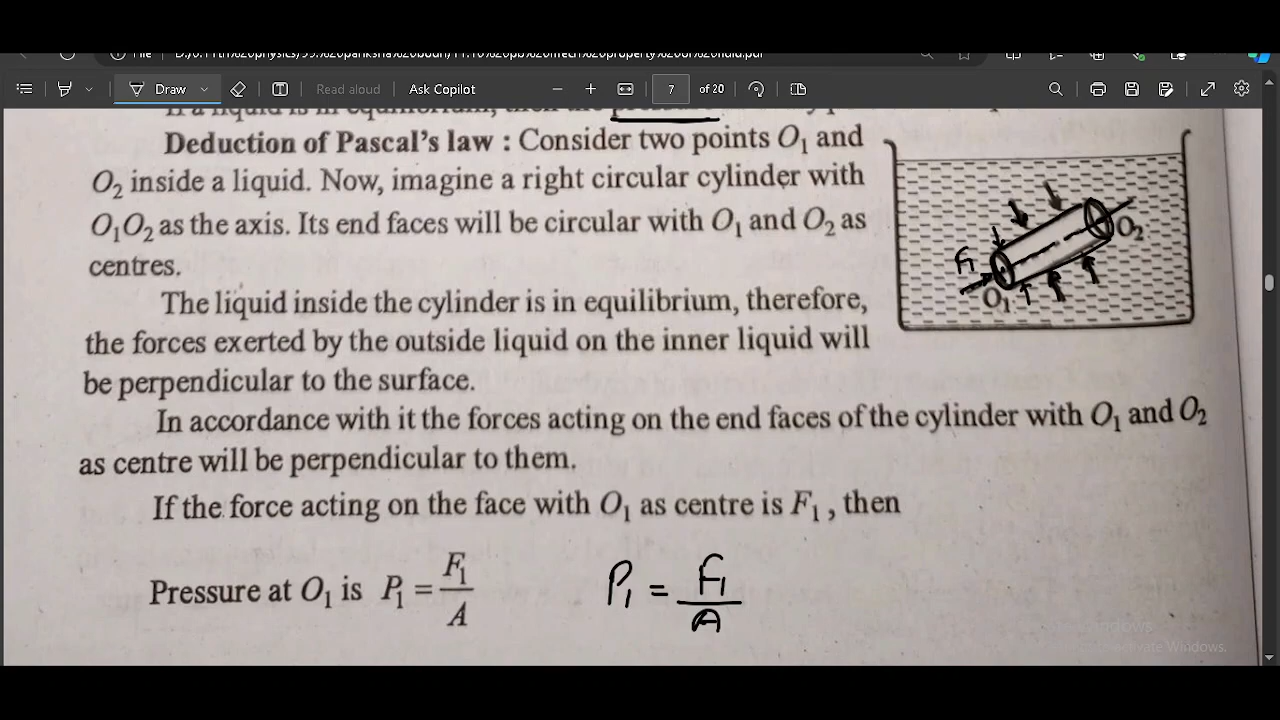 Draw
Read aloud
Ask Copilot
7 of 20
Deduction of Pascal's law : Consider two points O₁ and
O₂ inside a liquid. Now, imagine a right circular cylinder with
O₁O₂ as the axis. Its end faces will be circular with O₁ and O₂ as
centres.
F₁
O₁
O₂
The liquid inside the cylinder is in equilibrium, therefore,
the forces exerted by the outside liquid on the inner liquid will
be perpendicular to the surface.
In accordance with it the forces acting on the end faces of the cylinder with O₁ and O₂
as centre will be perpendicular to them.
If the force acting on the face with O₁ as centre is F₁ , then
Pressure at O₁ is P₁ = F₁/A
P₁ = F₁/A